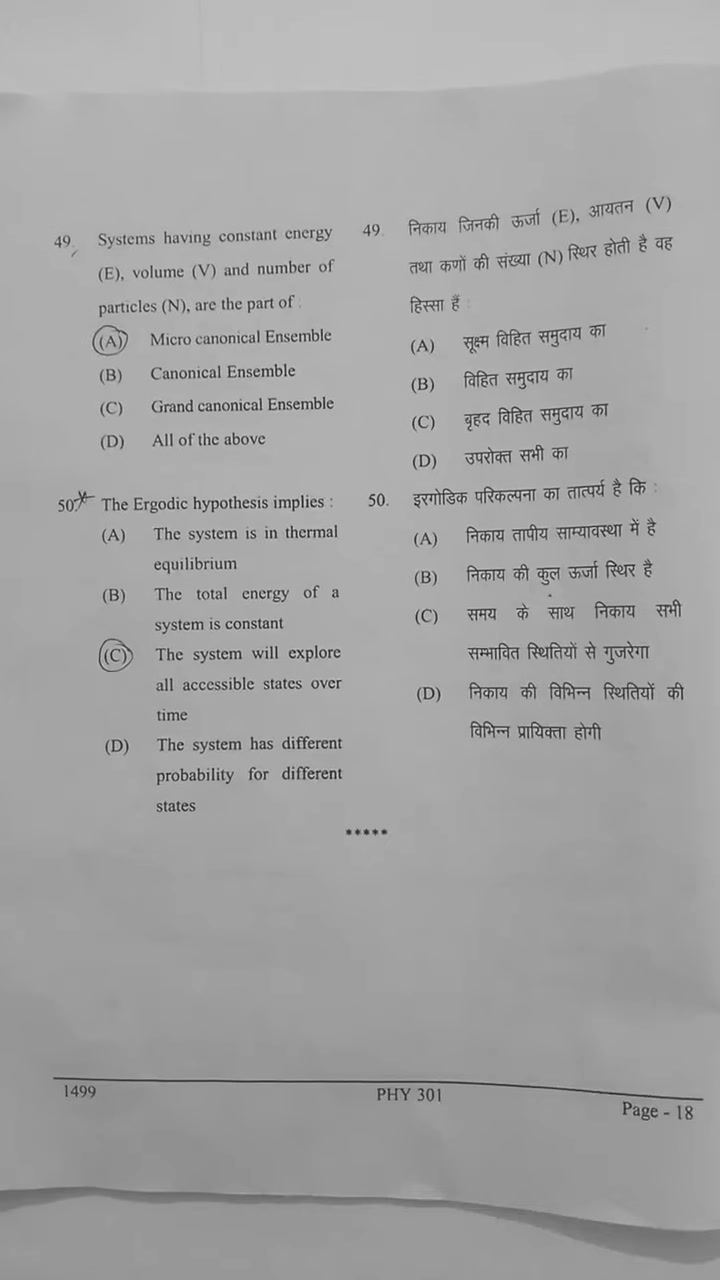 49. Systems having constant energy
(E), volume (V) and number of
particles (N), are the part of :
(A) Micro canonical Ensemble
(B) Canonical Ensemble
(C) Grand canonical Ensemble
(D) All of the above
50. The Ergodic hypothesis implies :
(A) The system is in thermal
equilibrium
(B) The total energy of a
system is constant
(C) The system will explore
all accessible states over
time
(D) The system has different
probability for different
states
49. निकाय जिनकी ऊर्जा (E), आयतन (V)
तथा कणों की संख्या (N) स्थिर होती है वह
हिस्सा हैं :
(A) सूक्ष्म विहित समुदाय का
(B) विहित समुदाय का
(C) बृहद विहित समुदाय का
(D) उपरोक्त सभी का
50. इरगोडिक परिकल्पना का तात्पर्य है कि :
(A) निकाय तापीय साम्यावस्था में है
(B) निकाय की कुल ऊर्जा स्थिर है
(C) समय के साथ निकाय सभी
सम्भावित स्थितियों से गुजरेगा
(D) निकाय की विभिन्न स्थितियों की
विभिन्न प्रायिक्ता होगी
*****
1499 PHY 301 Page - 18